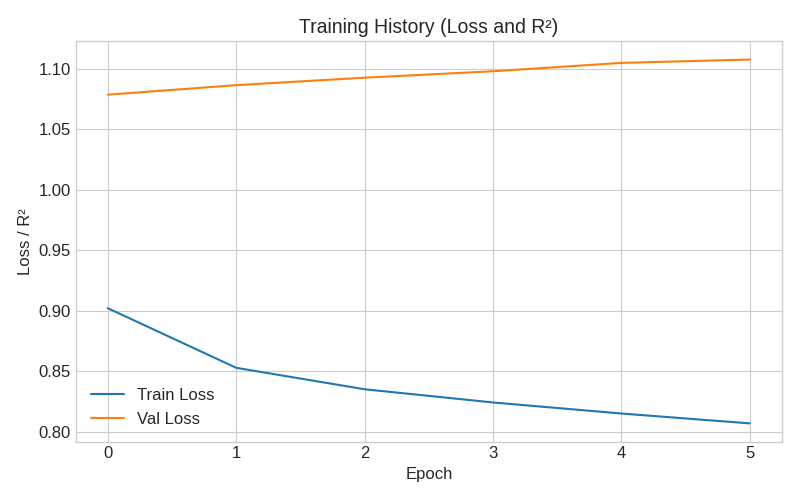 Training History (Loss and R²)
Loss / R²
1.10
1.05
1.00
0.95
0.90
0.85
0.80
Train Loss
Val Loss
0 1 2 3 4 5
Epoch